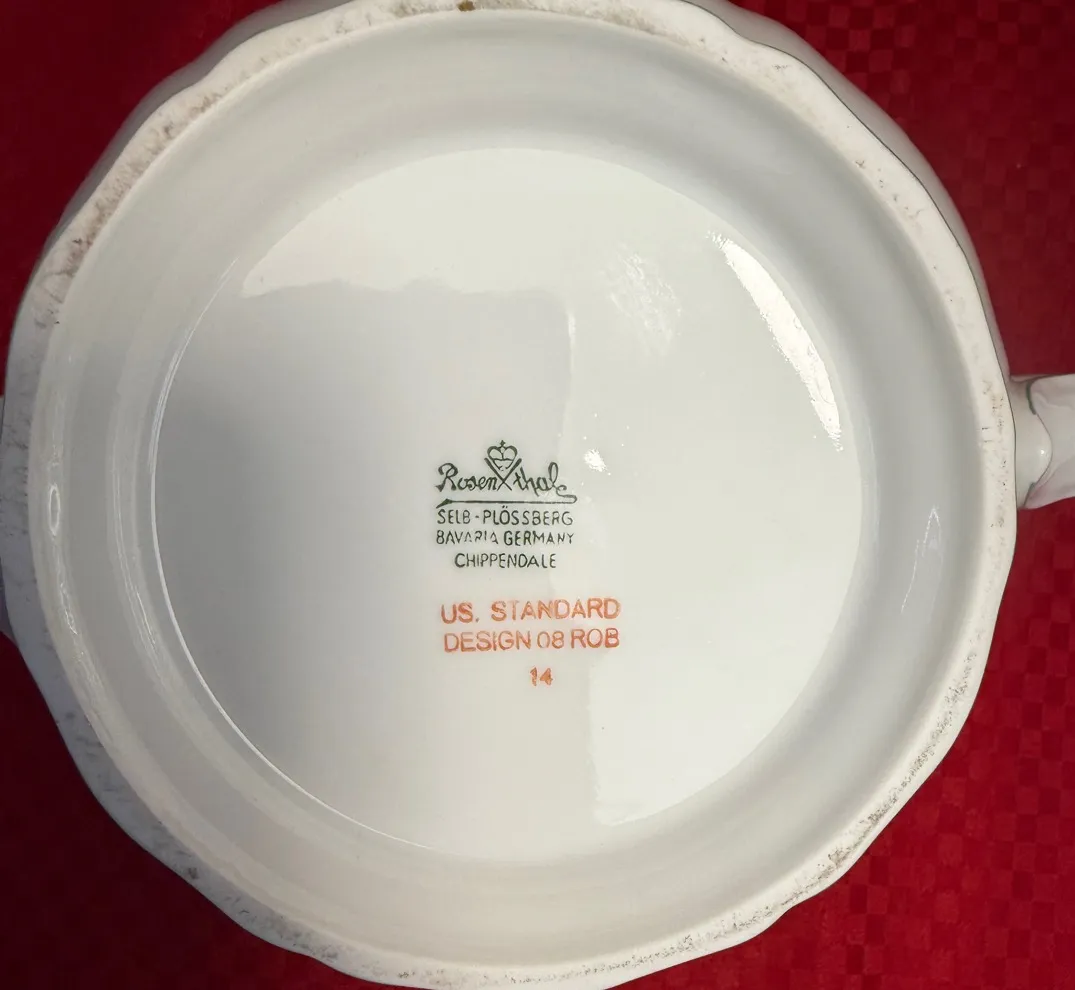 Rosenthal
SELB-PLÖSSBERG
BAVARIA GERMANY
CHIPPENDALE
US. STANDARD
DESIGN 08 ROB
14